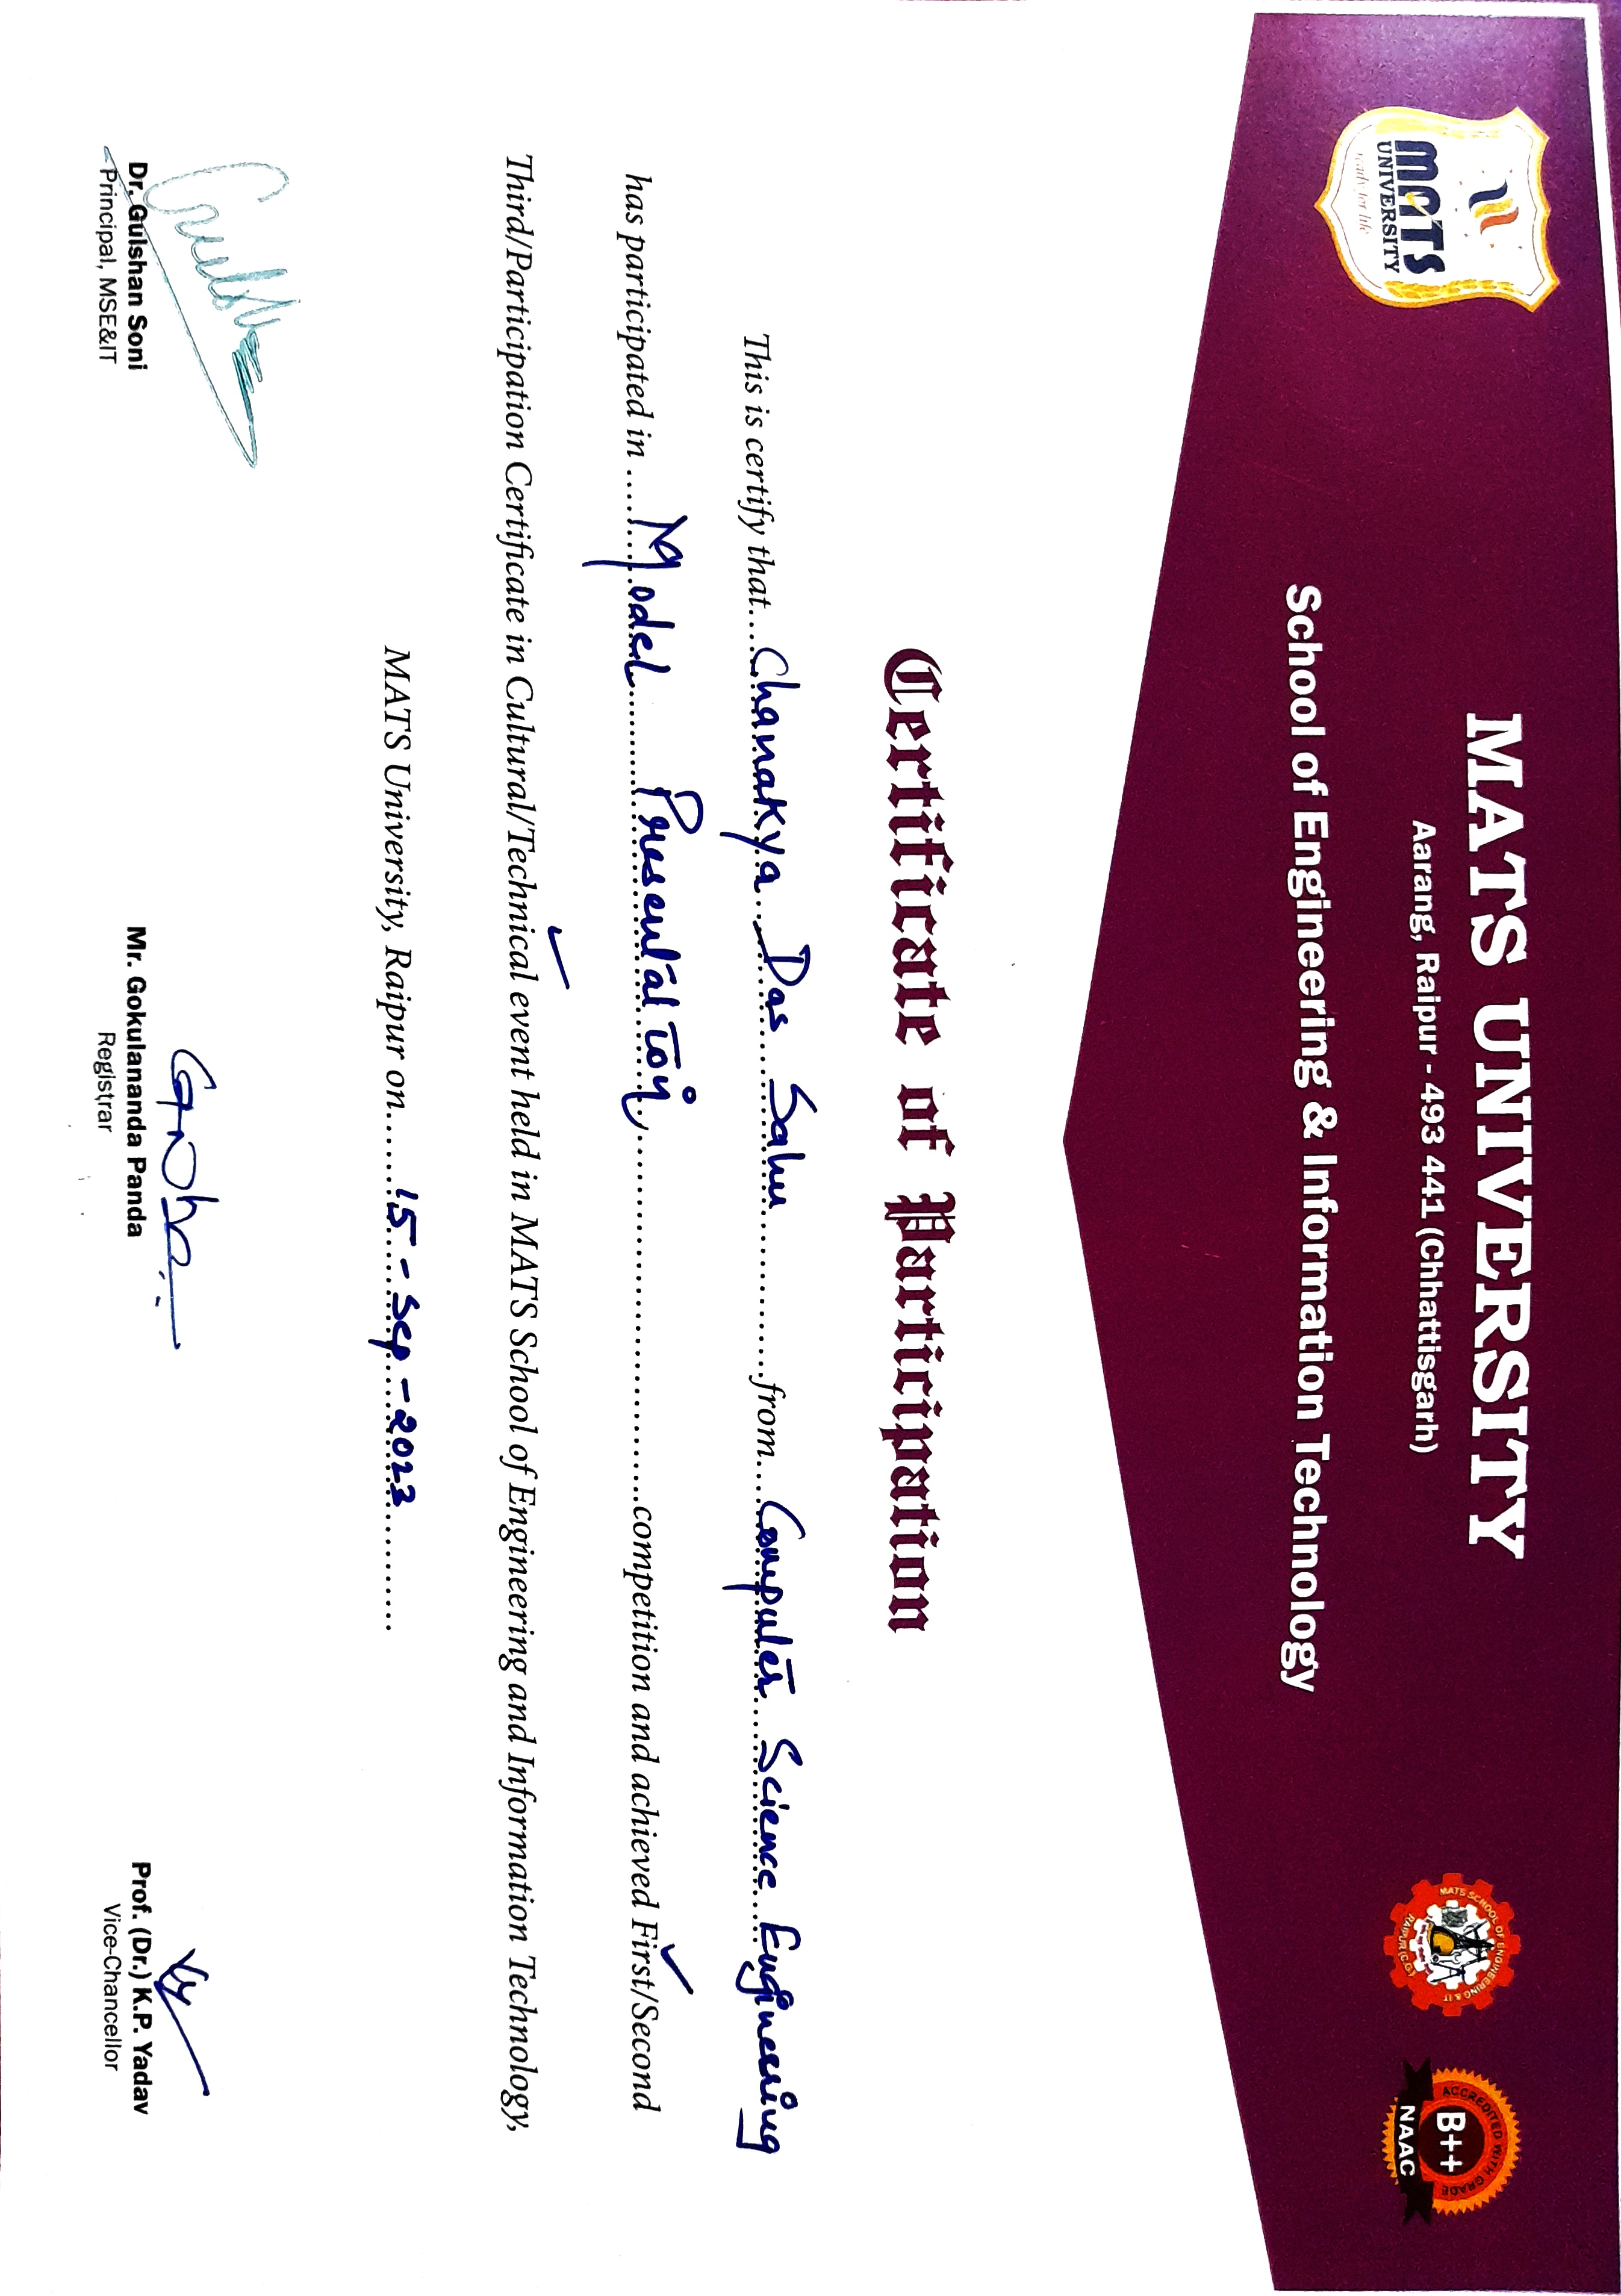 MATS UNIVERSITY
ready for life
MATS UNIVERSITY
Aarang, Raipur - 493 441 (Chhattisgarh)
School of Engineering & Information Technology
MATS SCHOOL OF ENGINEERING & IT
RAIPUR (C.G.)
ACCREDITED WITH GRADE
B++
NAAC
Certificate of Participation
This is certify that...Chanakya Das Sahu...from...Computer Science Engineering
has participated in ...Model Presentation...competition and achieved First/Second
Third/Participation Certificate in Cultural/Technical event held in MATS School of Engineering and Information Technology,
MATS University, Raipur on...15-Sep-2023...
Dr. Gulshan Soni
Principal, MSE&IT
Mr. Gokulananda Panda
Registrar
Prof. (Dr.) K.P. Yadav
Vice-Chancellor